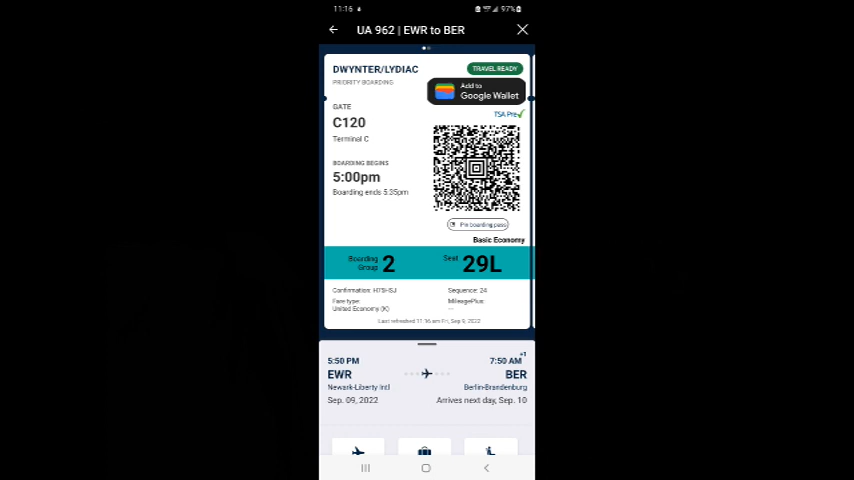 11:16 97%
UA 962 | EWR to BER
DWYNTER/LYDIAC
TRAVEL READY
PRIORITY BOARDING
Add to
Google Wallet
GATE
TSA Pre✓
C120
Terminal C
BOARDING BEGINS
5:00pm
Boarding ends 5:35pm
Pin boarding pass
Basic Economy
Boarding Group 2
Seat 29L
Confirmation:
Sequence: 24
Fare type:
United Economy (K)
MileagePlus:
---
Last refreshed 11:16 am Fri, Sep 9, 2022
5:50 PM
7:50 AM+1
EWR
BER
Newark-Liberty Intl
Berlin-Brandenburg
Sep. 09, 2022
Arrives next day, Sep. 10